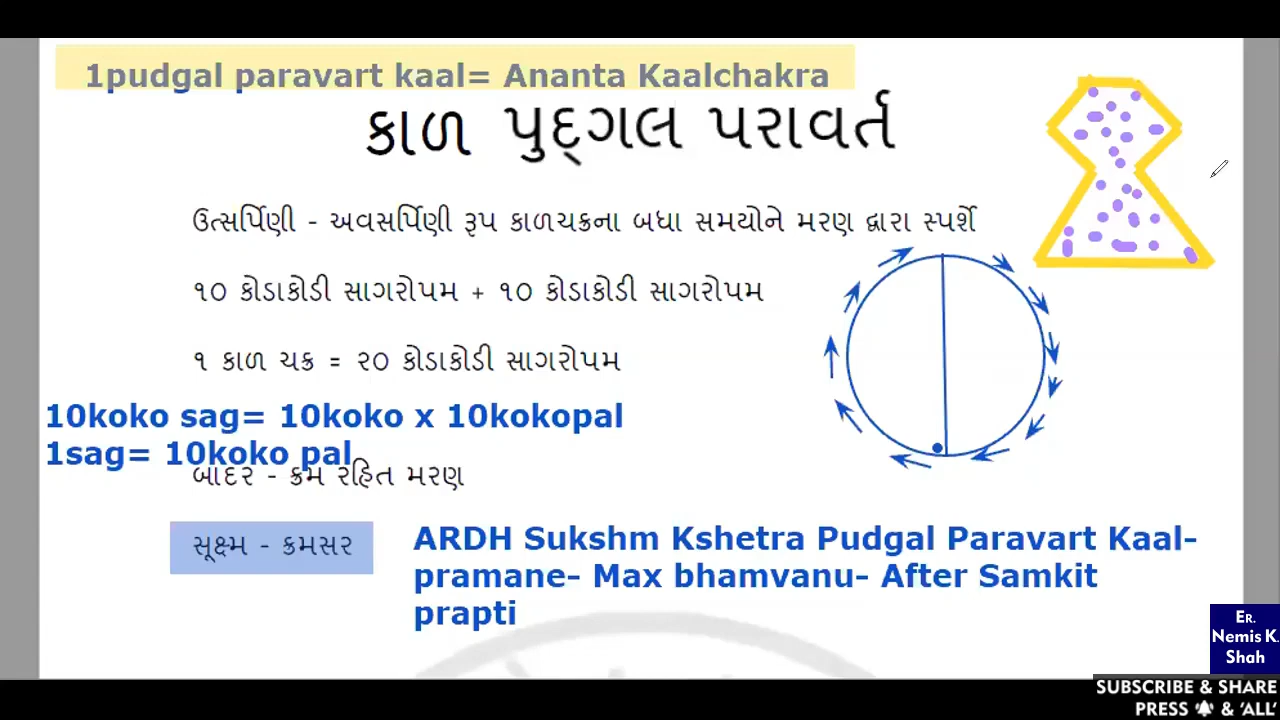 1pudgal paravart kaal= Ananta Kaalchakra
કાળ પુદ્ગલ પરાવર્ત
ઉત્સર્પિણી - અવસર્પિણી રૂપ કાળચક્રના બધા સમયોને મરણ દ્વારા સ્પર્શે
૧૦ કોડાકોડી સાગરોપમ + ૧૦ કોડાકોડી સાગરોપમ
૧ કાળ ચક્ર = ૨૦ કોડાકોડી સાગરોપમ
10koko sag= 10koko x 10kokopal
1sag= 10koko pal
બાદર - ક્રમ રહિત મરણ
સૂક્ષ્મ - ક્રમસર
ARDH Sukshm Kshetra Pudgal Paravart Kaal-
pramane- Max bhamvanu- After Samkit
prapti
ER.
Nemis K.
Shah
SUBSCRIBE & SHARE
PRESS & ‘ALL’